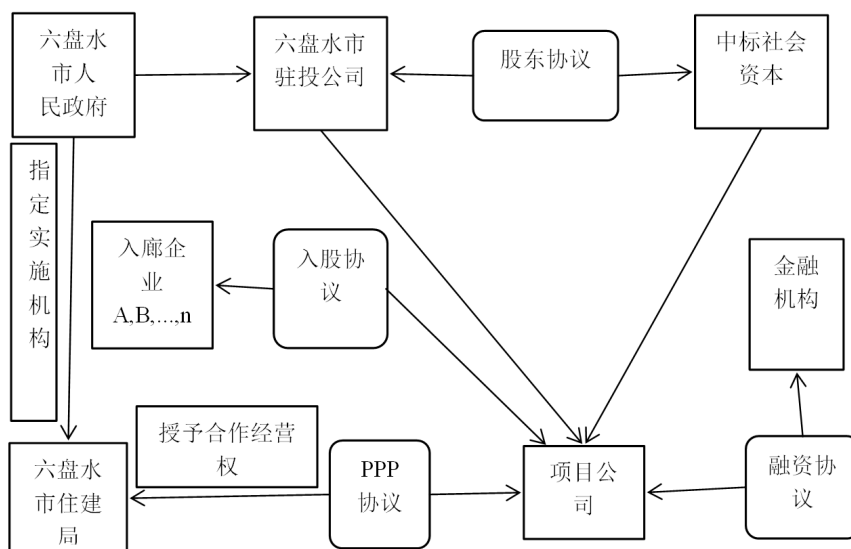 六盘水
市人
民政府
六盘水市
驻投公司
股东协议
中标社会
资本
指定实施机构
入廊企
业
A,B,...,n
入股协
议
金融
机构
授予合作经营
权
六盘水
市住建
局
PPP
协议
项目公
司
融资协
议